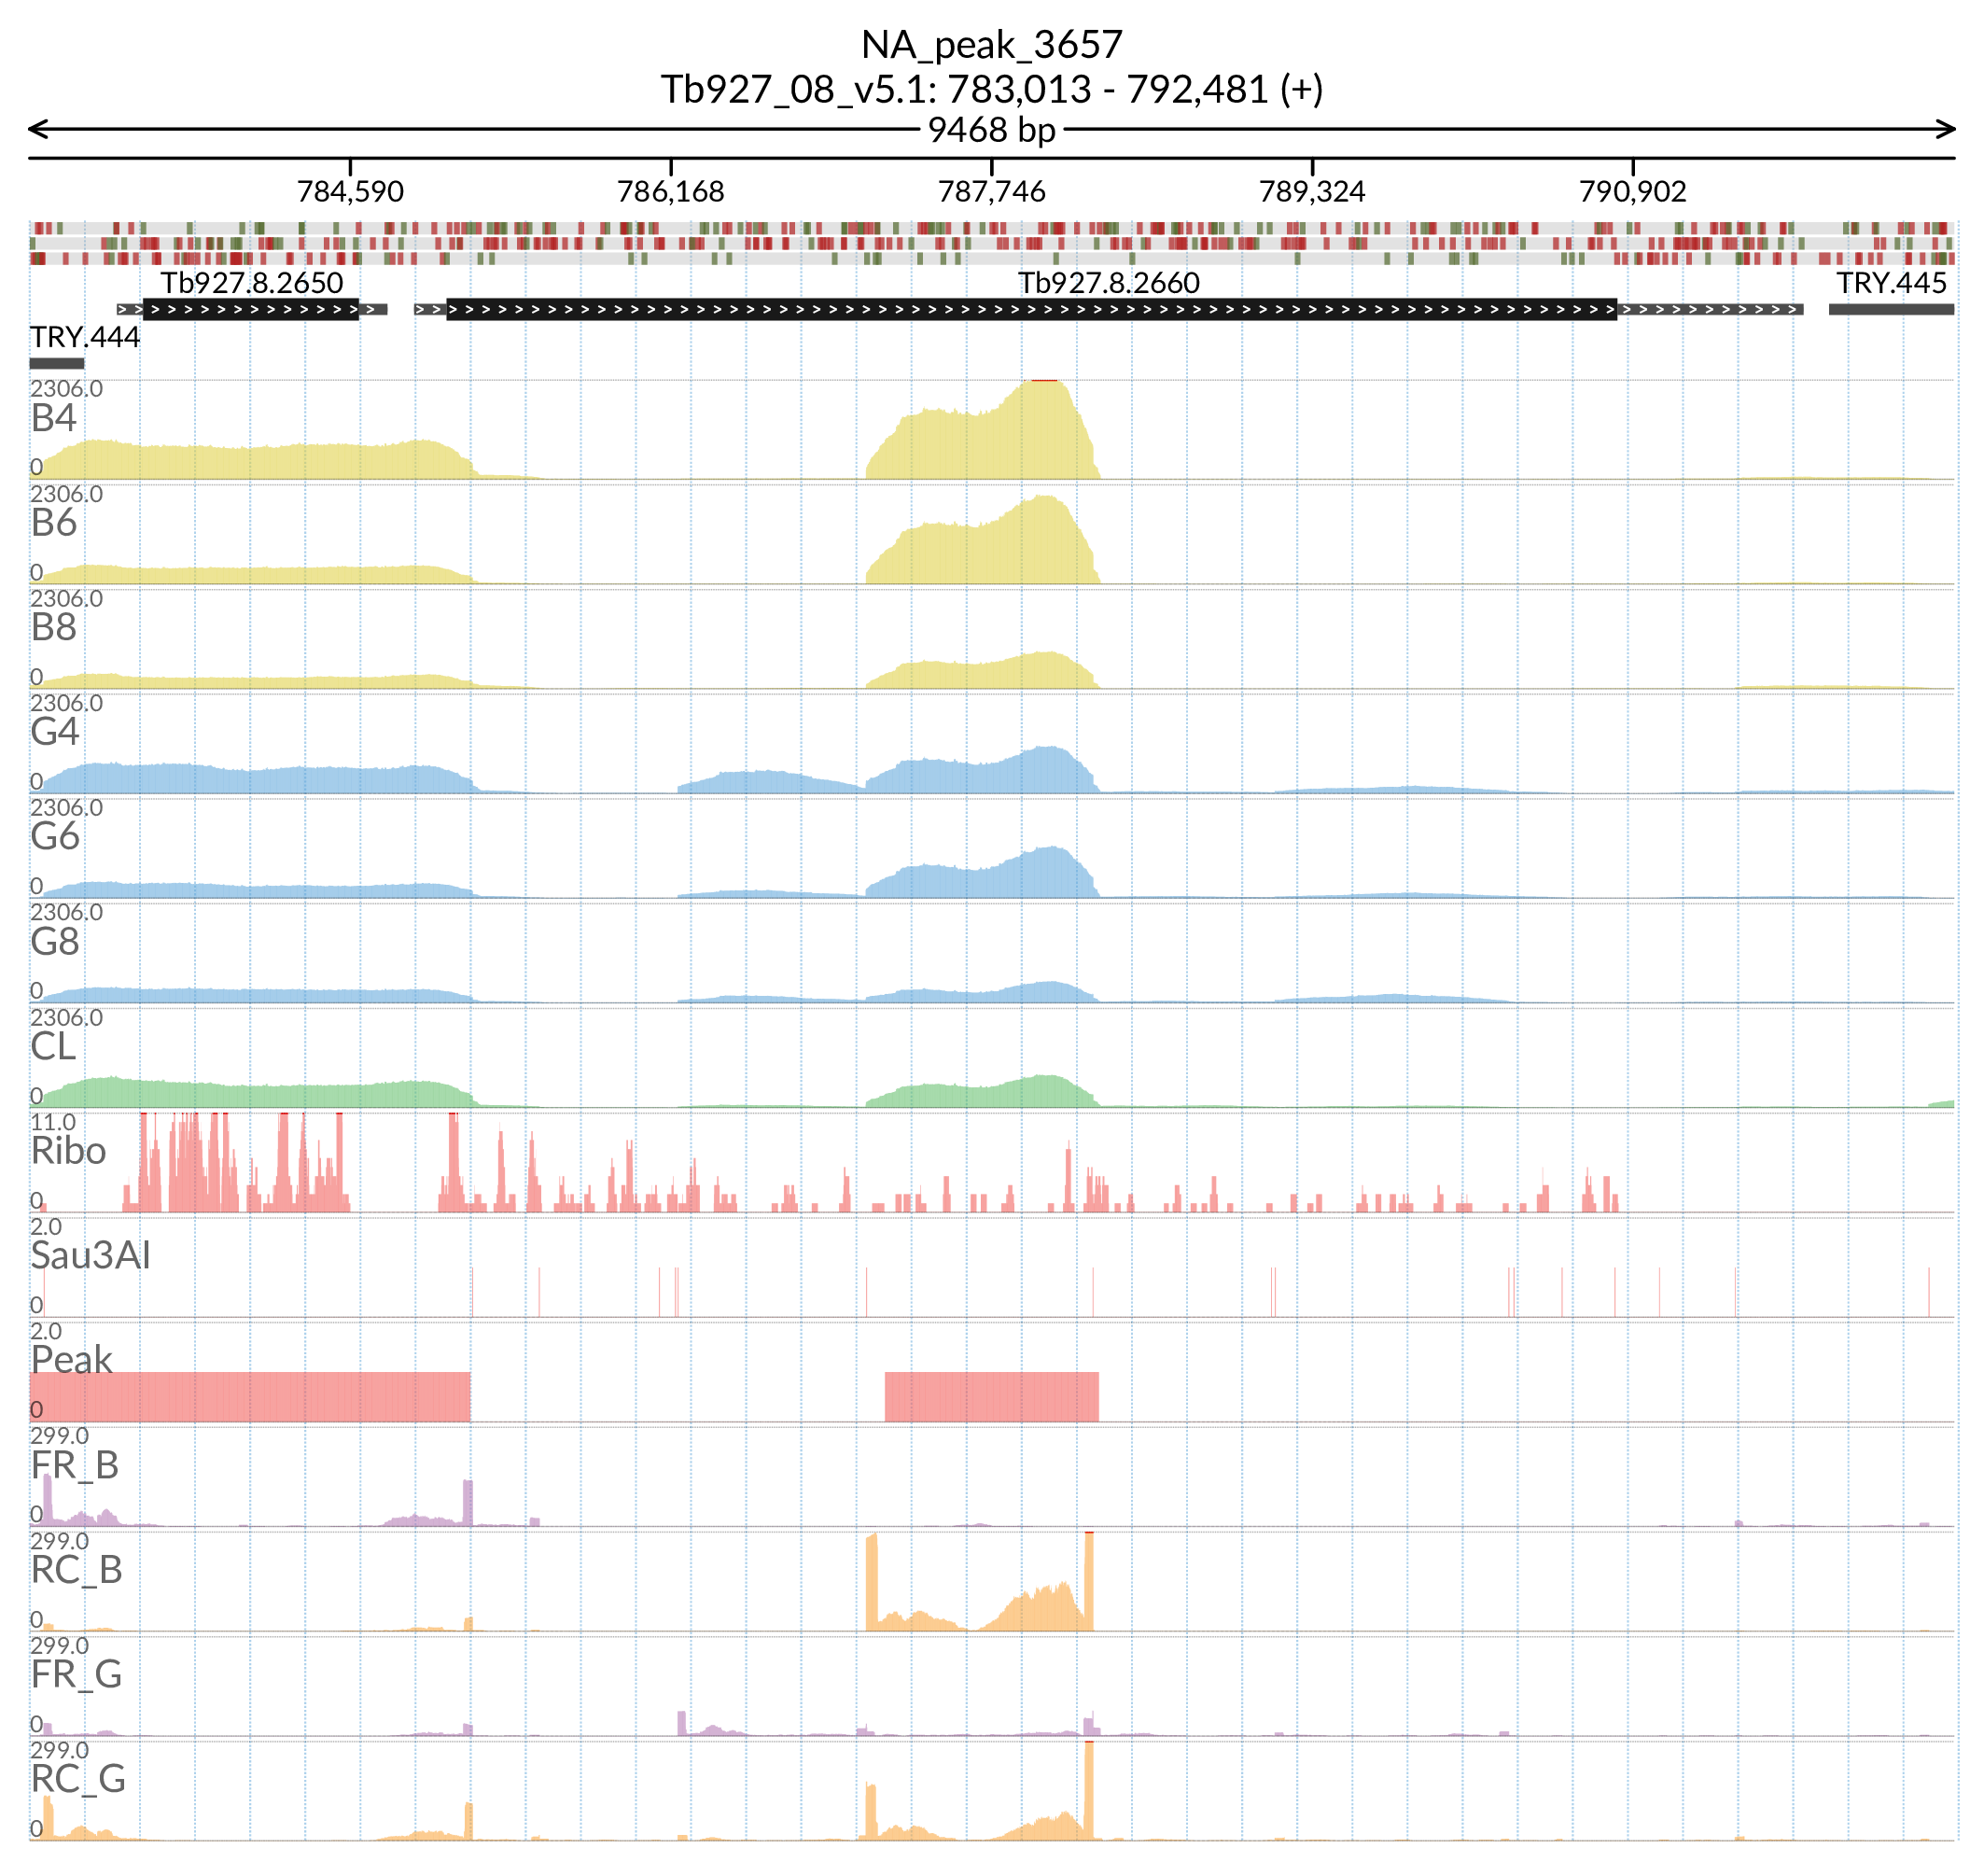 NA_peak_3657
Tb927_08_v5.1: 783,013 - 792,481 (+)
9468 bp
784,590 786,168 787,746 789,324 790,902
Tb927.8.2650 Tb927.8.2660 TRY.445
TRY.444
2306.0
B4
0
2306.0
B6
0
2306.0
B8
0
2306.0
G4
0
2306.0
G6
0
2306.0
G8
0
2306.0
CL
0
11.0
Ribo
0
2.0
Sau3AI
0
2.0
Peak
0
299.0
FR_B
0
299.0
RC_B
0
299.0
FR_G
0
299.0
RC_G
0